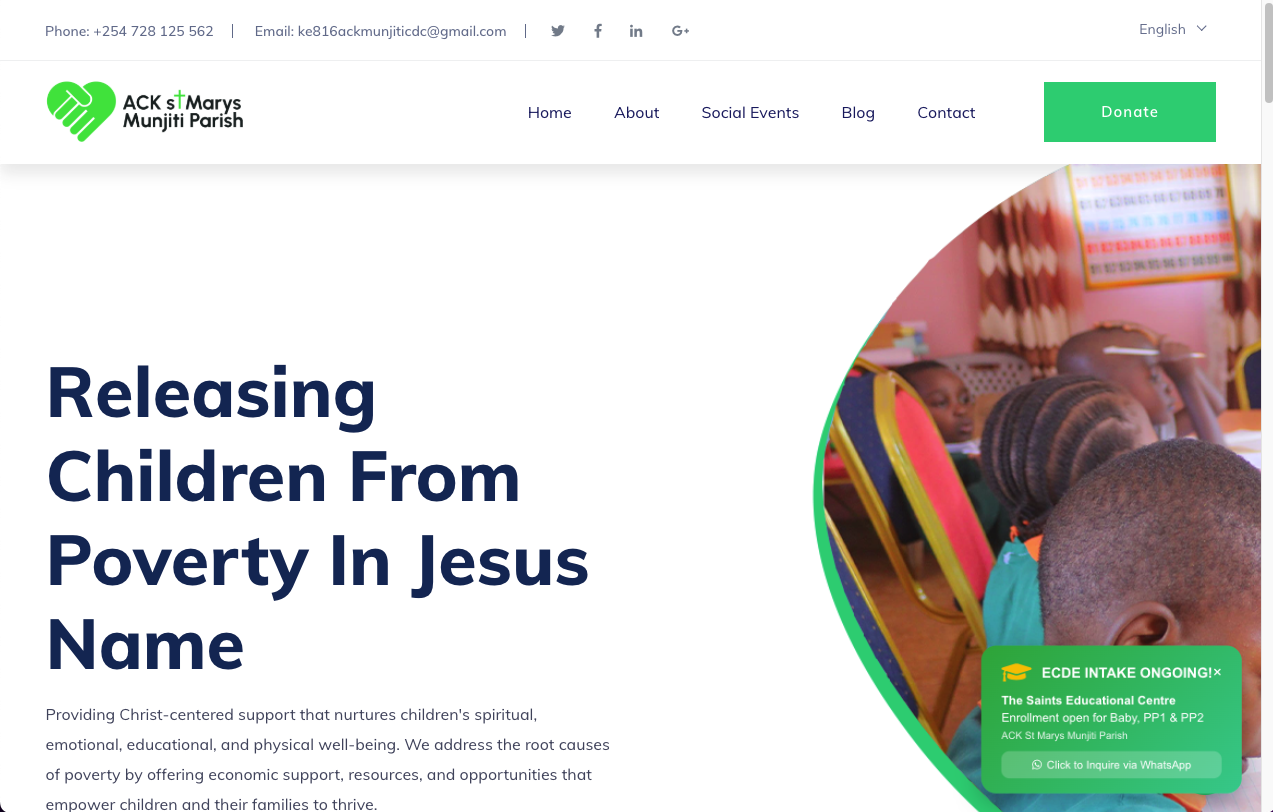 Phone: +254 728 125 562
Email: ke816ackmunjiticdc@gmail.com
English
ACK stMarys
Munjiti Parish
Home
About
Social Events
Blog
Contact
Donate
Releasing
Children From
Poverty In Jesus
Name
Providing Christ-centered support that nurtures children's spiritual,
emotional, educational, and physical well-being. We address the root causes
of poverty by offering economic support, resources, and opportunities that
empower children and their families to thrive.
ECDE INTAKE ONGOING!×
The Saints Educational Centre
Enrollment open for Baby, PP1 & PP2
ACK St Marys Munjiti Parish
Click to Inquire via WhatsApp